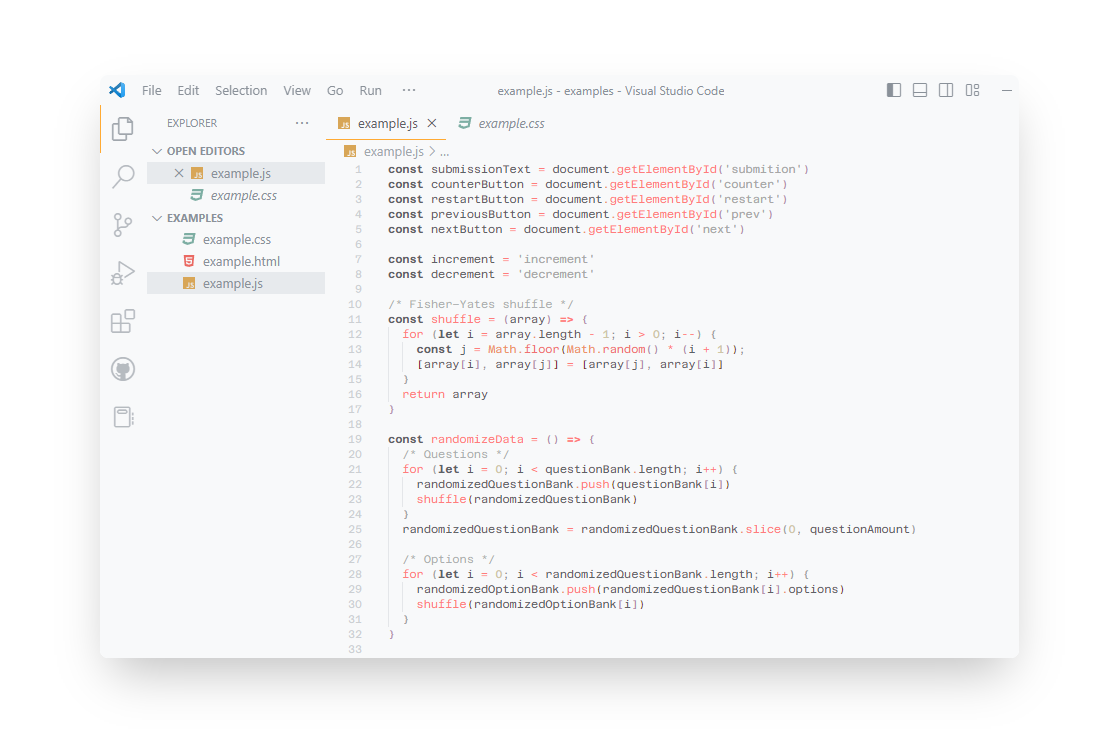 File Edit Selection View Go Run ··· example.js - examples - Visual Studio Code
EXPLORER ···
OPEN EDITORS
example.js
example.css
EXAMPLES
example.css
example.html
JS example.js
JS example.js example.css
JS example.js > ...
1 const submissionText = document.getElementById('submition')
2 const counterButton = document.getElementById('counter')
3 const restartButton = document.getElementById('restart')
4 const previousButton = document.getElementById('prev')
5 const nextButton = document.getElementById('next')
6
7 const increment = 'increment'
8 const decrement = 'decrement'
9
10 /* Fisher—Yates shuffle */
11 const shuffle = (array) => {
12 for (let i = array.length - 1; i > 0; i--) {
13 const j = Math.floor(Math.random() * (i + 1));
14 [array[i], array[j]] = [array[j], array[i]]
15 }
16 return array
17 }
18
19 const randomizeData = () => {
20 /* Questions */
21 for (let i = 0; i < questionBank.length; i++) {
22 randomizedQuestionBank.push(questionBank[i])
23 shuffle(randomizedQuestionBank)
24 }
25 randomizedQuestionBank = randomizedQuestionBank.slice(0, questionAmount)
26
27 /* Options */
28 for (let i = 0; i < randomizedQuestionBank.length; i++) {
29 randomizedOptionBank.push(randomizedQuestionBank[i].options)
30 shuffle(randomizedOptionBank[i])
31 }
32 }
33